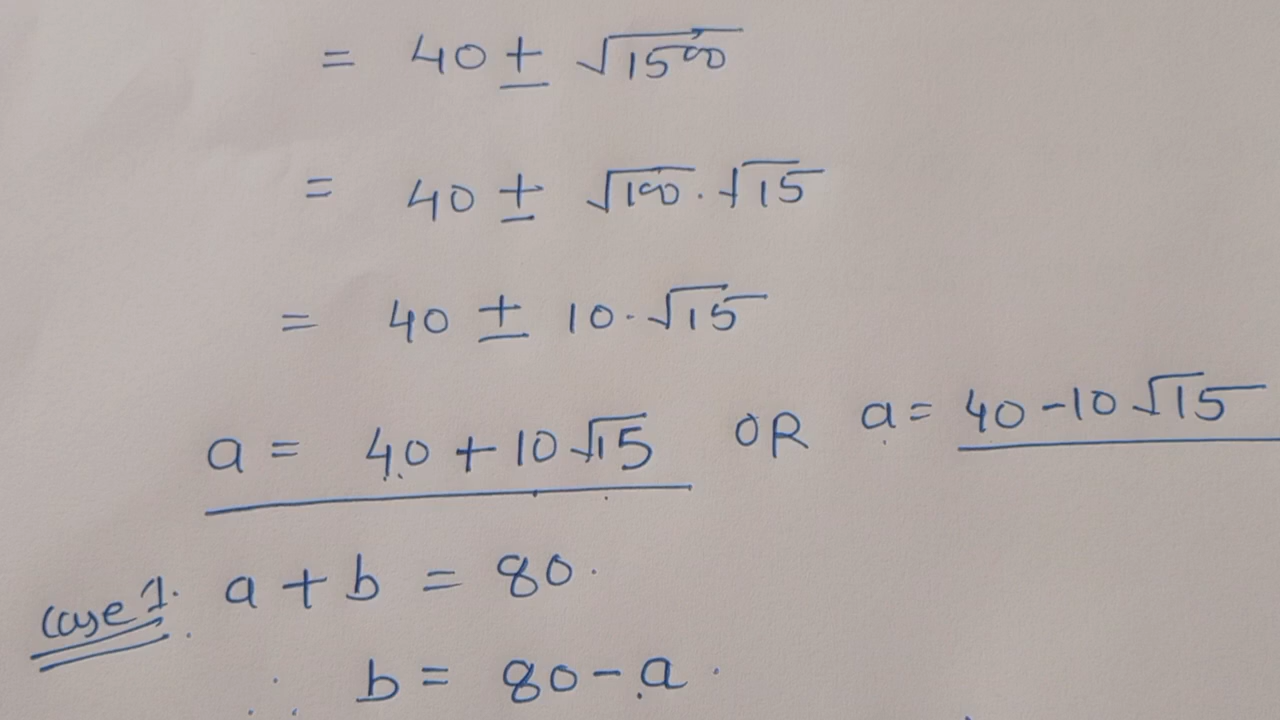 = 40 ± √1500
= 40 ± √100 · √15
= 40 ± 10·√15
a = 40 + 10√15 OR a = 40 - 10√15
Case 1. a + b = 80.
∴ b = 80 - a.